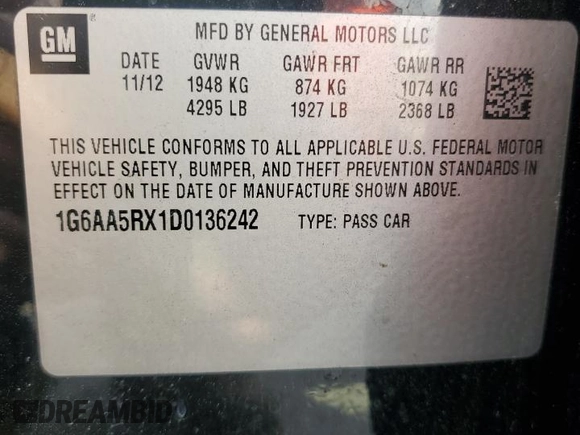 GM
MFD BY GENERAL MOTORS LLC
DATE GVWR GAWR FRT GAWR RR
11/12 1948 KG 874 KG 1074 KG
4295 LB 1927 LB 2368 LB
THIS VEHICLE CONFORMS TO ALL APPLICABLE U.S. FEDERAL MOTOR
VEHICLE SAFETY, BUMPER, AND THEFT PREVENTION STANDARDS IN
EFFECT ON THE DATE OF MANUFACTURE SHOWN ABOVE.
1G6AA5RX1D0136242 TYPE: PASS CAR
DREAMBID